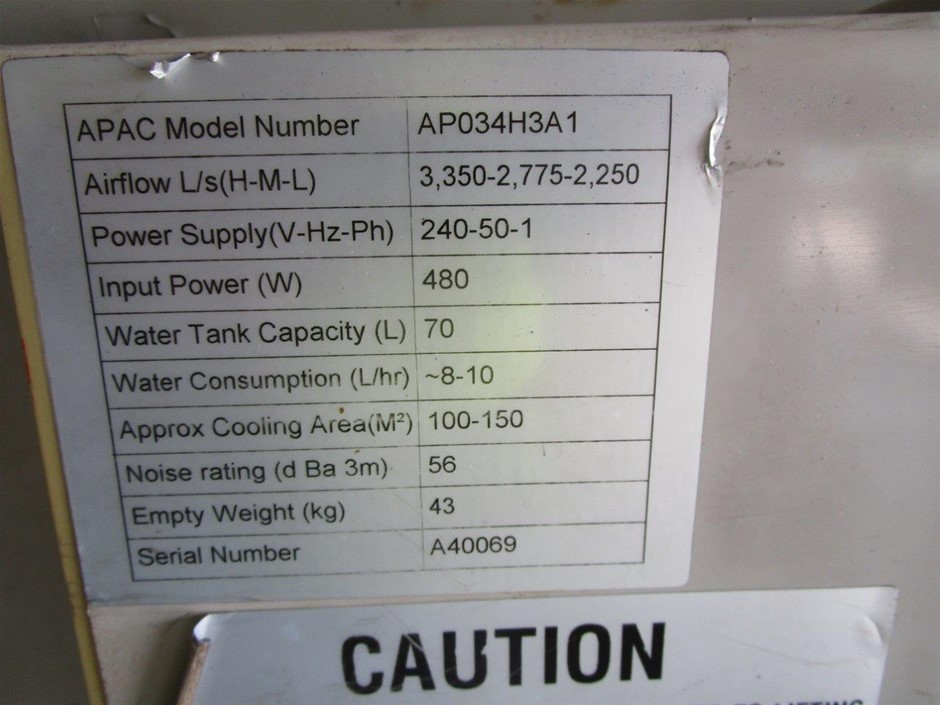 APAC Model Number AP034H3A1
Airflow L/s(H-M-L) 3,350-2,775-2,250
Power Supply(V-Hz-Ph) 240-50-1
Input Power (W) 480
Water Tank Capacity (L) 70
Water Consumption (L/hr) ~8-10
Approx Cooling Area(M²) 100-150
Noise rating (d Ba 3m) 56
Empty Weight (kg) 43
Serial Number A40069
CAUTION
LIFTING